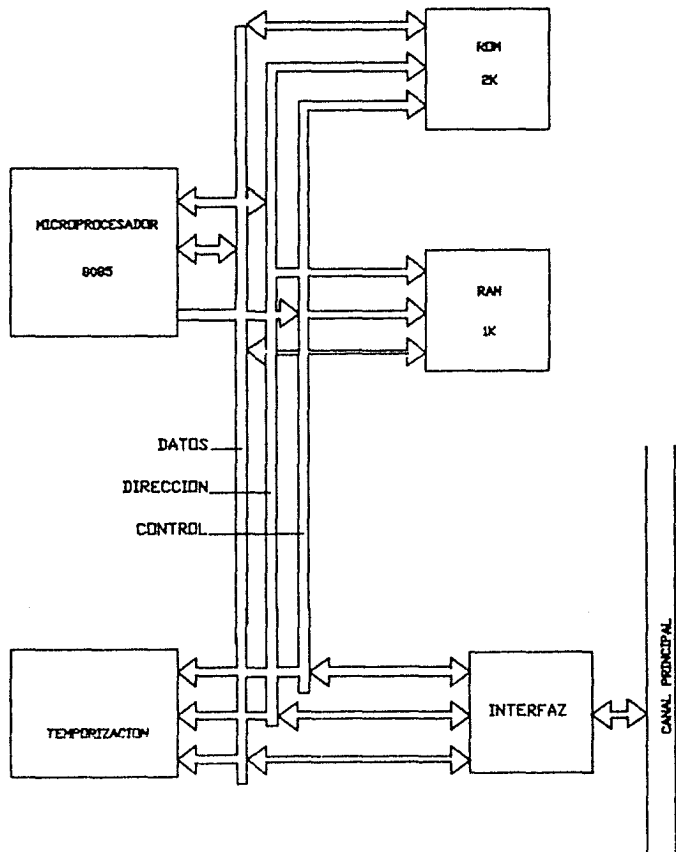 ROM
2K
MICROPROCESADOR
8085
RAM
1K
DATOS
DIRECCION
CONTROL
TEMPORIZACION
INTERFAZ
CANAL PRINCIPAL